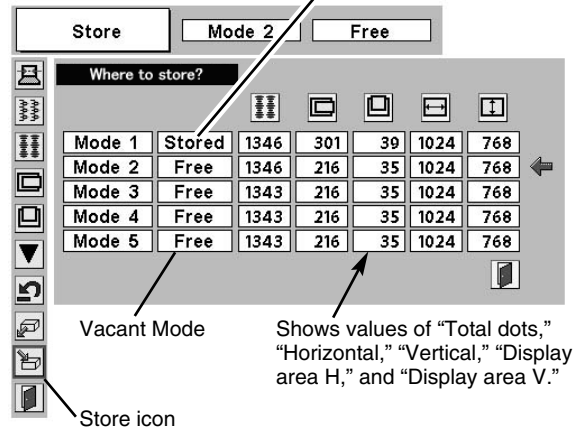 Store Mode 2 Free
Where to store?
Mode 1 Stored 1346 301 39 1024 768
Mode 2 Free 1346 216 35 1024 768
Mode 3 Free 1343 216 35 1024 768
Mode 4 Free 1343 216 35 1024 768
Mode 5 Free 1343 216 35 1024 768
Vacant Mode
Shows values of “Total dots,”
“Horizontal,” “Vertical,” “Display
area H,” and “Display area V.”
Store icon